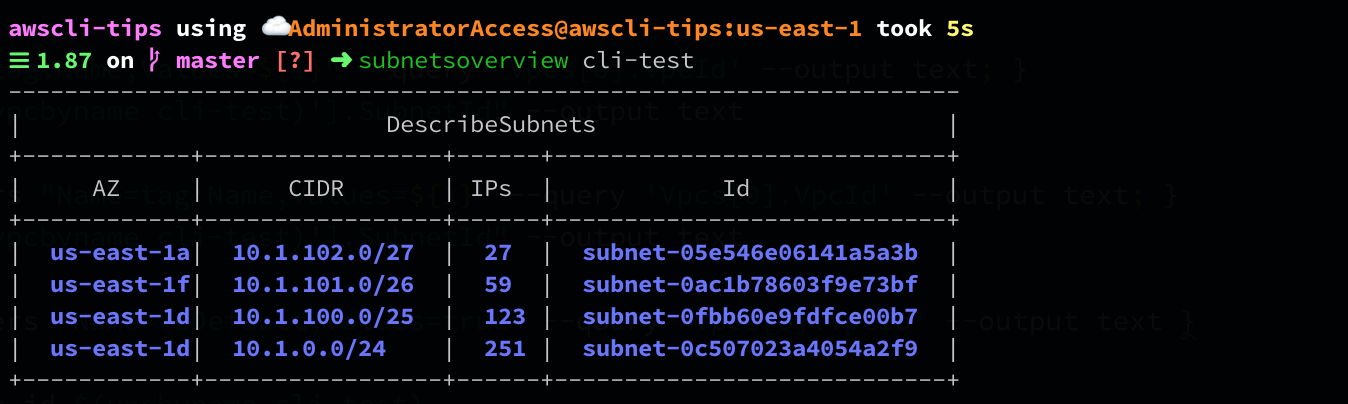 awscli-tips using ☁️AdministratorAccess@awscli-tips:us-east-1 took 5s
☰ 1.87 on master [?] ➜ subnetsoverview cli-test
-------------------------------------------------------------------
| DescribeSubnets |
+------------+-----------------+------+----------------------------+
| AZ | CIDR | IPs | Id |
+------------+-----------------+------+----------------------------+
| us-east-1a| 10.1.102.0/27 | 27 | subnet-05e546e06141a5a3b |
| us-east-1f| 10.1.101.0/26 | 59 | subnet-0ac1b78603f9e73bf |
| us-east-1d| 10.1.100.0/25 | 123 | subnet-0fbb60e9fdfce00b7 |
| us-east-1d| 10.1.0.0/24 | 251 | subnet-0c507023a4054a2f9 |
+------------+-----------------+------+----------------------------+